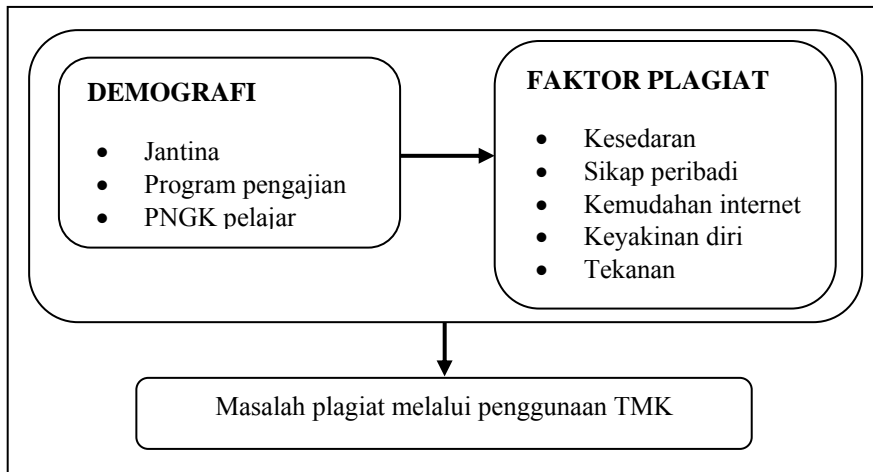 DEMOGRAFI
• Jantina
• Program pengajian
• PNGK pelajar
FAKTOR PLAGIAT
• Kesedaran
• Sikap peribadi
• Kemudahan internet
• Keyakinan diri
• Tekanan
Masalah plagiat melalui penggunaan TMK